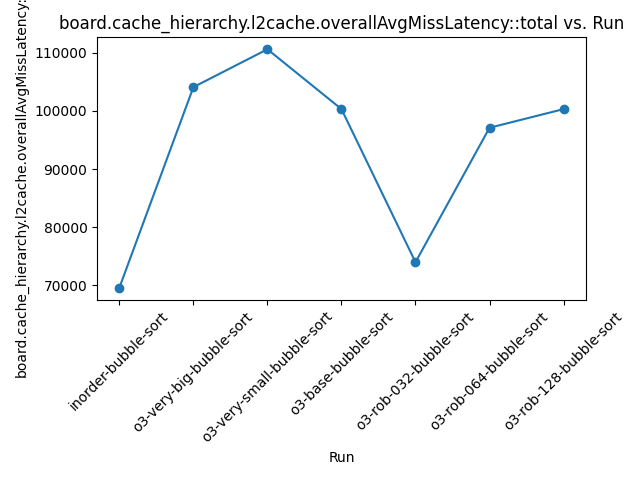 board.cache_hierarchy.l2cache.overallAvgMissLatency::total vs. Run
board.cache_hierarchy.l2cache.overallAvgMissLatency:
110000
100000
90000
80000
70000
inorder-bubble-sort
o3-very-big-bubble-sort
o3-very-small-bubble-sort
o3-base-bubble-sort
o3-rob-032-bubble-sort
o3-rob-064-bubble-sort
o3-rob-128-bubble-sort
Run